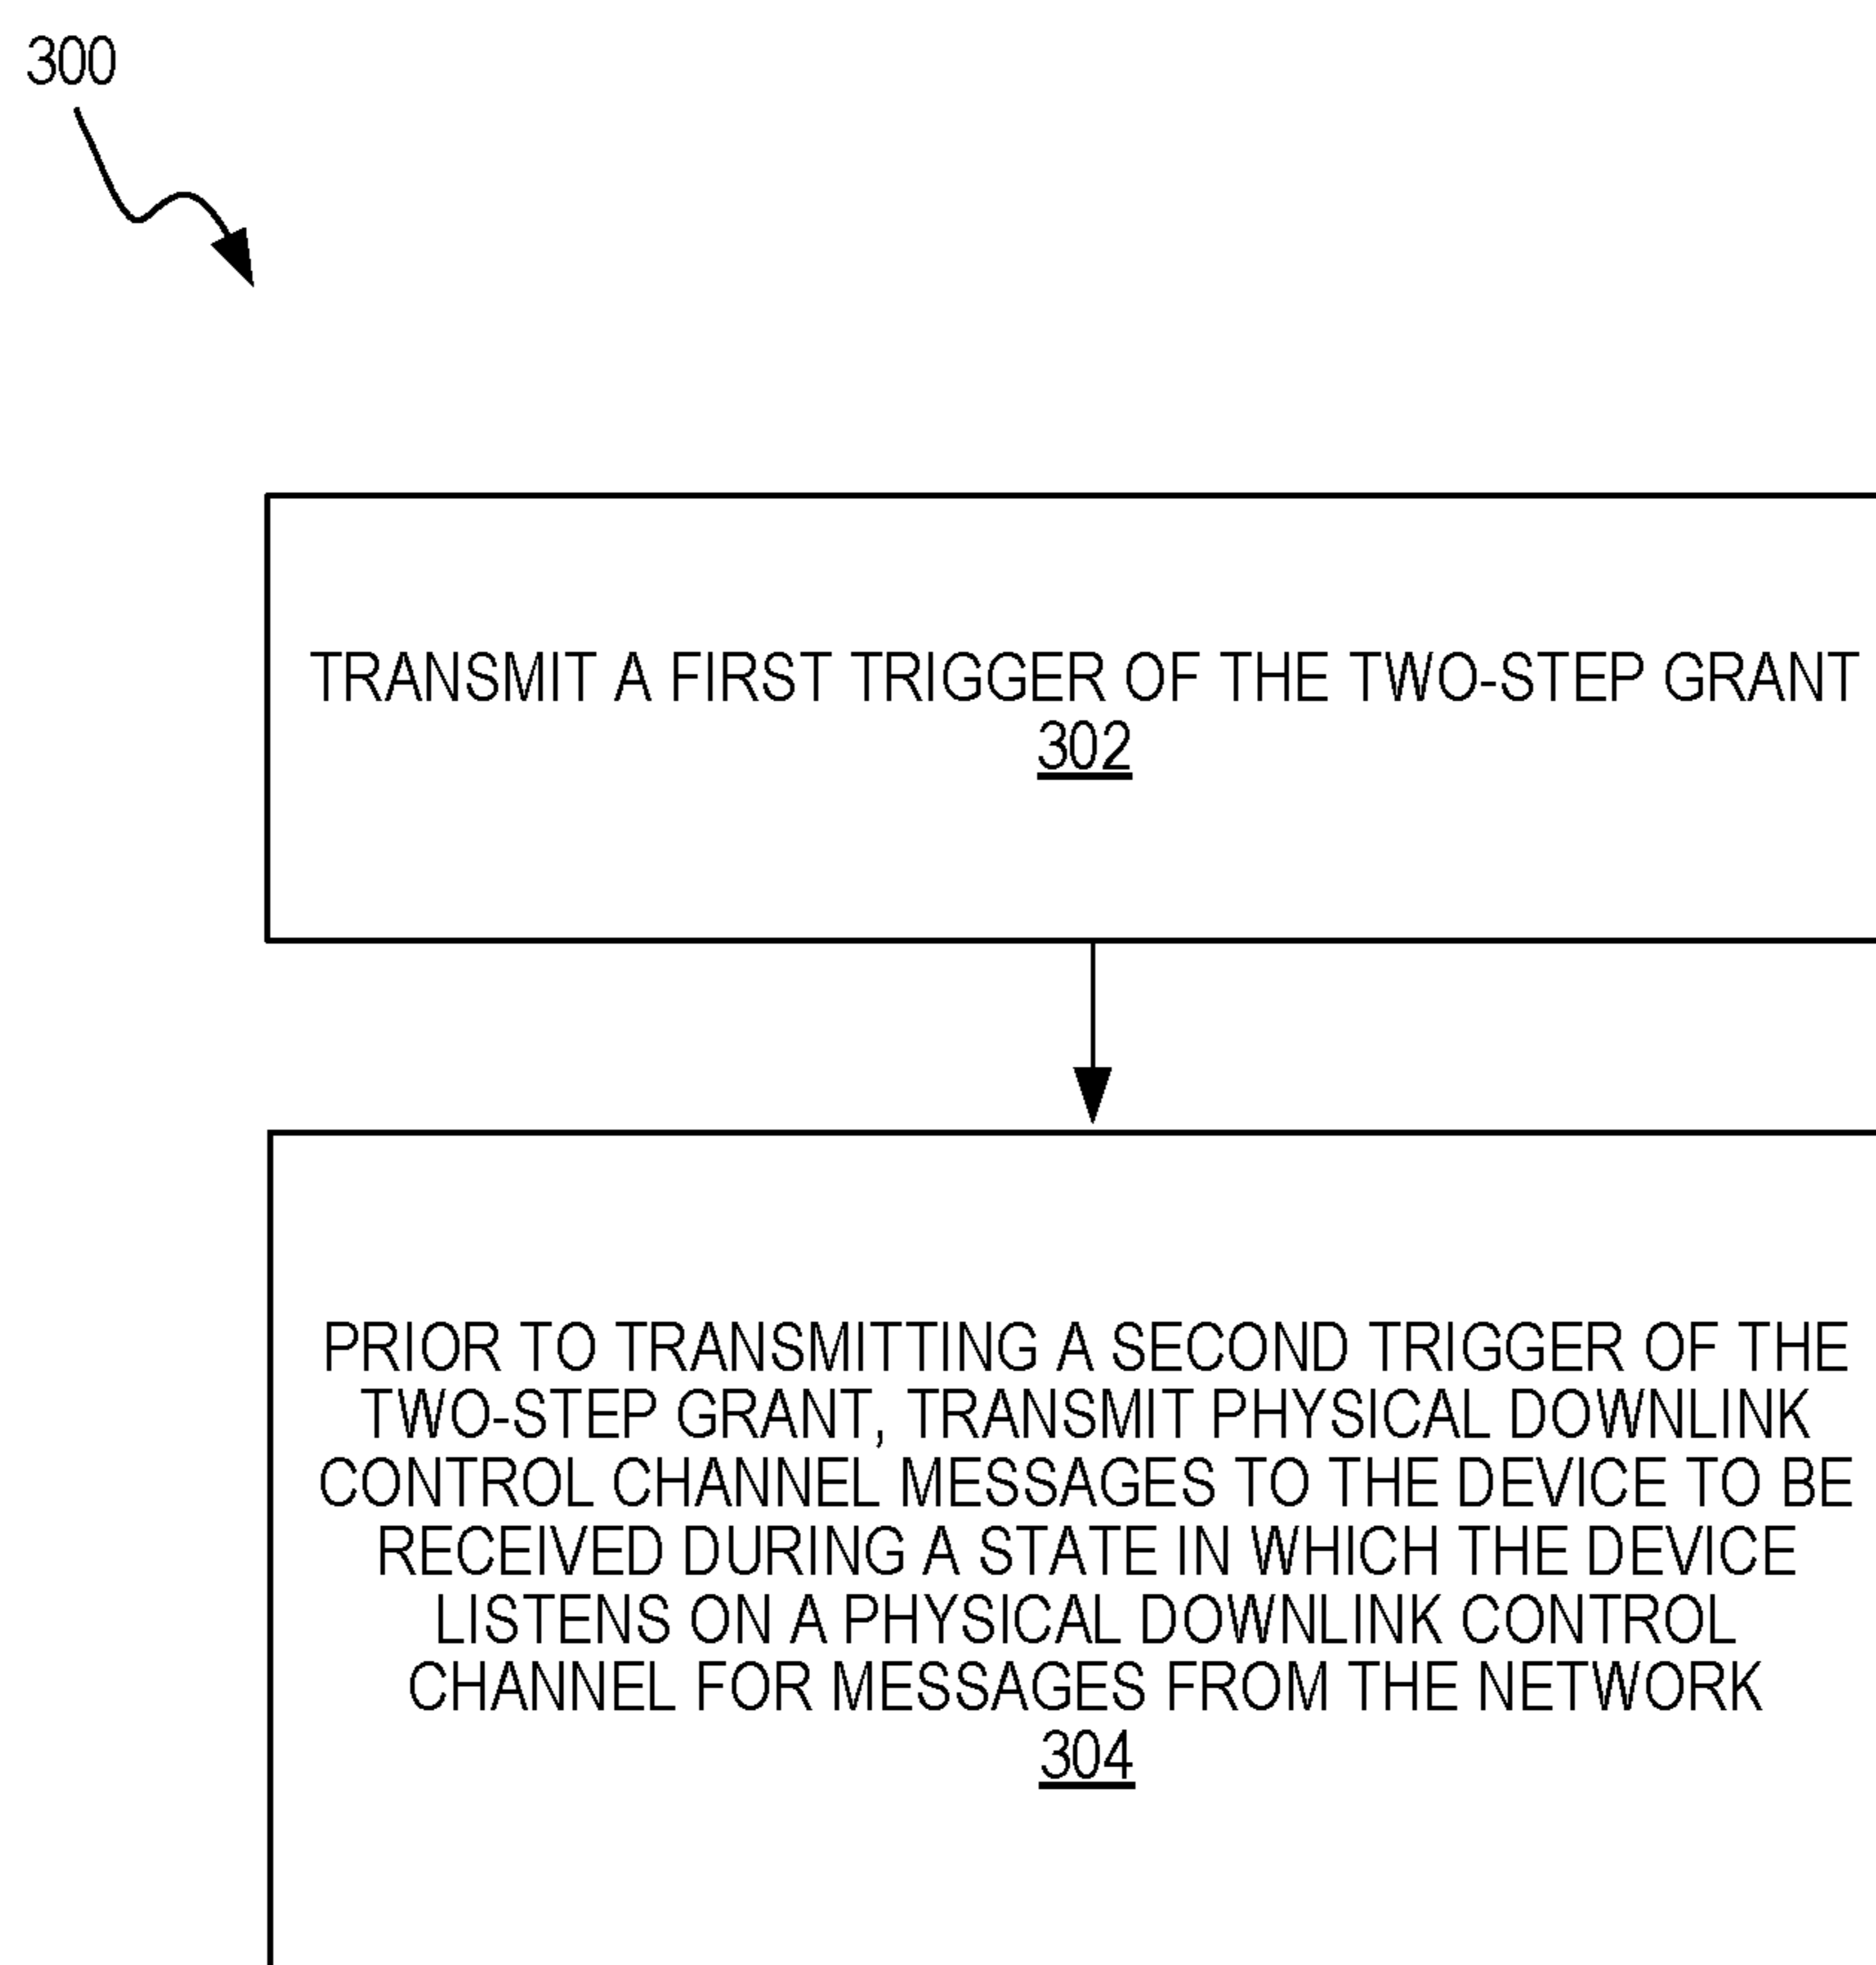 300
TRANSMIT A FIRST TRIGGER OF THE TWO-STEP GRANT
302
PRIOR TO TRANSMITTING A SECOND TRIGGER OF THE
TWO-STEP GRANT, TRANSMIT PHYSICAL DOWNLINK
CONTROL CHANNEL MESSAGES TO THE DEVICE TO BE
RECEIVED DURING A STATE IN WHICH THE DEVICE
LISTENS ON A PHYSICAL DOWNLINK CONTROL
CHANNEL FOR MESSAGES FROM THE NETWORK
304